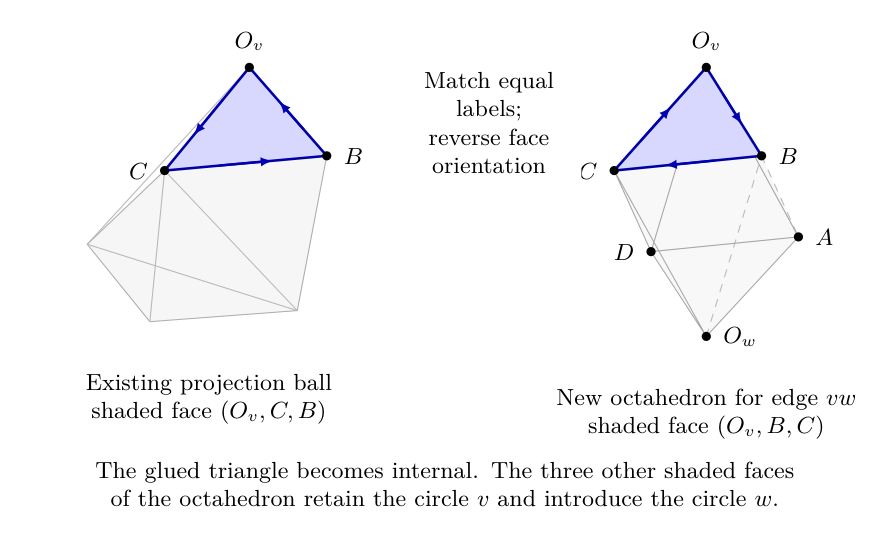 O_v
C
B
Match equal
labels;
reverse face
orientation
O_v
C
B
A
D
O_w
Existing projection ball
shaded face (O_v, C, B)
New octahedron for edge vw
shaded face (O_v, B, C)
The glued triangle becomes internal. The three other shaded faces
of the octahedron retain the circle v and introduce the circle w.